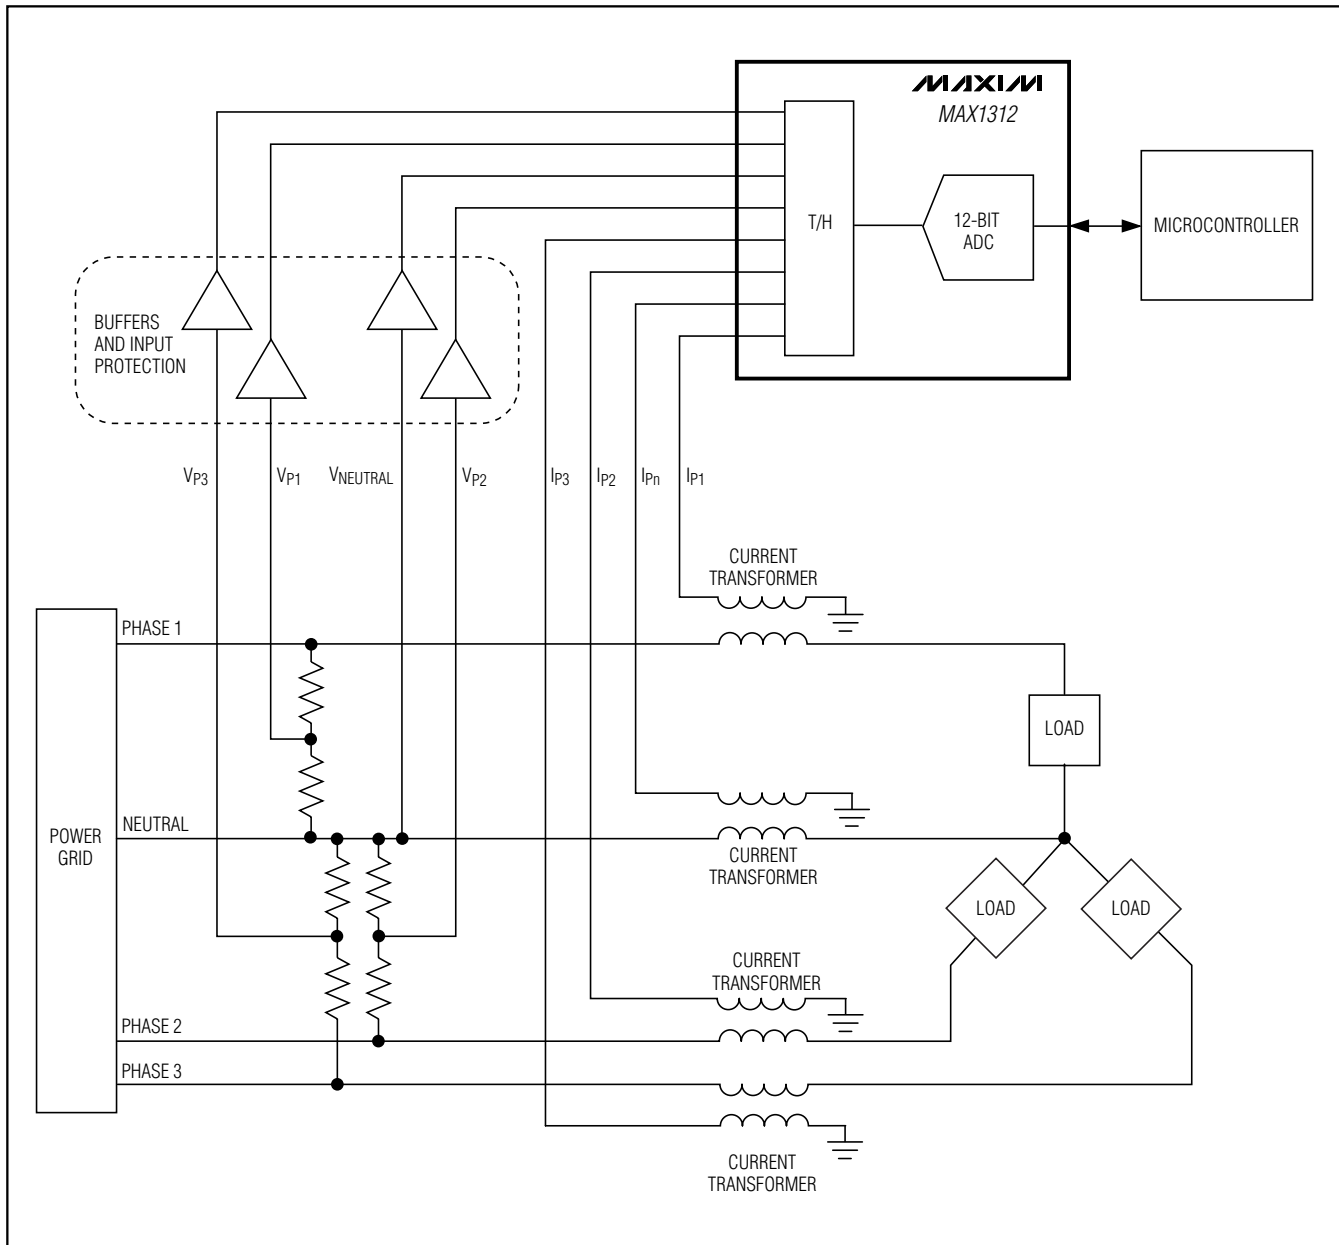 MAXIM
MAX1312
T/H
12-BIT
ADC
MICROCONTROLLER
BUFFERS
AND INPUT
PROTECTION
VP3
VP1
VNEUTRAL
VP2
IP3
IP2
IPn
IP1
CURRENT
TRANSFORMER
PHASE 1
LOAD
NEUTRAL
POWER
GRID
CURRENT
TRANSFORMER
LOAD
LOAD
CURRENT
TRANSFORMER
PHASE 2
PHASE 3
CURRENT
TRANSFORMER